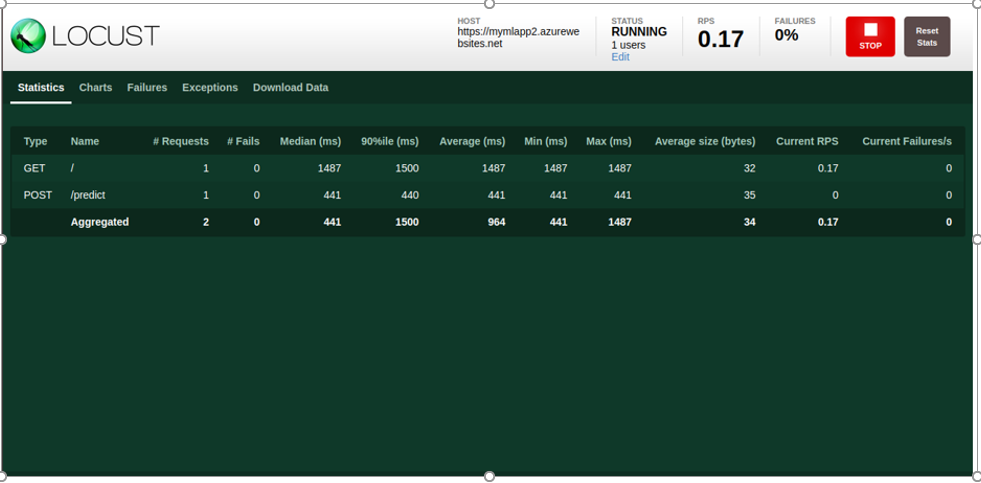 LOCUST
HOST
https://mymlapp2.azurewe
bsites.net
STATUS
RUNNING
1 users
Edit
RPS
0.17
FAILURES
0%
STOP
Reset
Stats
Statistics Charts Failures Exceptions Download Data
Type Name # Requests # Fails Median (ms) 90%ile (ms) Average (ms) Min (ms) Max (ms) Average size (bytes) Current RPS Current Failures/s
GET / 1 0 1487 1500 1487 1487 1487 32 0.17 0
POST /predict 1 0 441 440 441 441 441 35 0 0
Aggregated 2 0 441 1500 964 441 1487 34 0.17 0